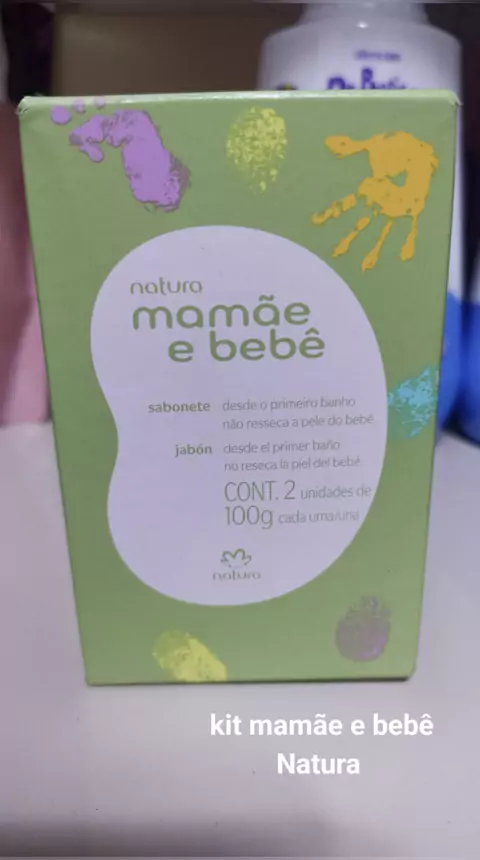 natura
mamãe
e bebê
sabonete desde o primeiro banho
não resseca a pele do bebê
jabón desde el primer baño
no reseca la piel del bebé
CONT. 2 unidades de
100g cada uma/una
natura
kit mamãe e bebê
Natura